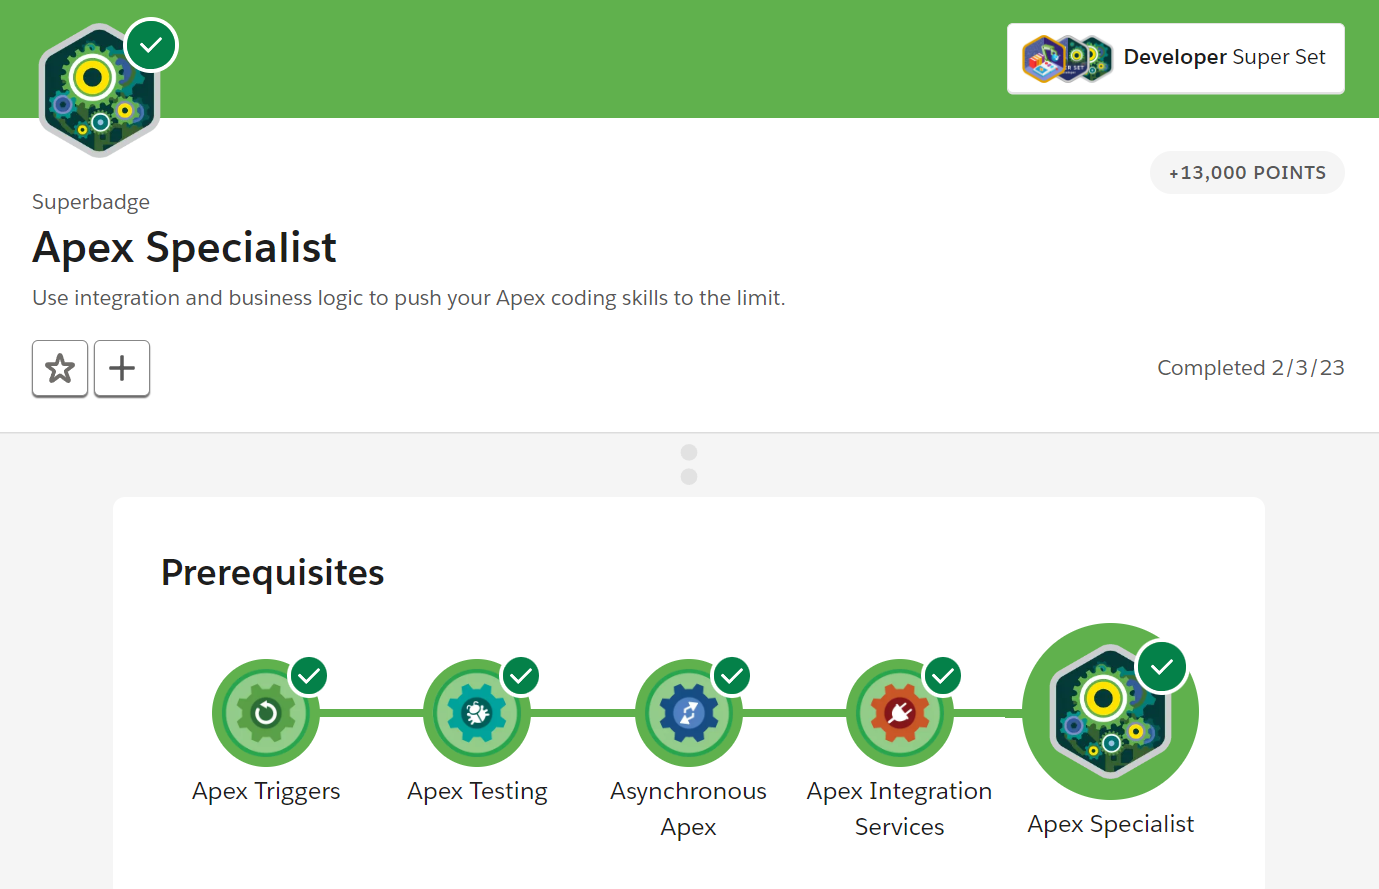 Developer Super Set
+13,000 POINTS
Superbadge
Apex Specialist
Use integration and business logic to push your Apex coding skills to the limit.
Completed 2/3/23
Prerequisites
Apex Triggers
Apex Testing
Asynchronous
Apex
Apex Integration
Services
Apex Specialist